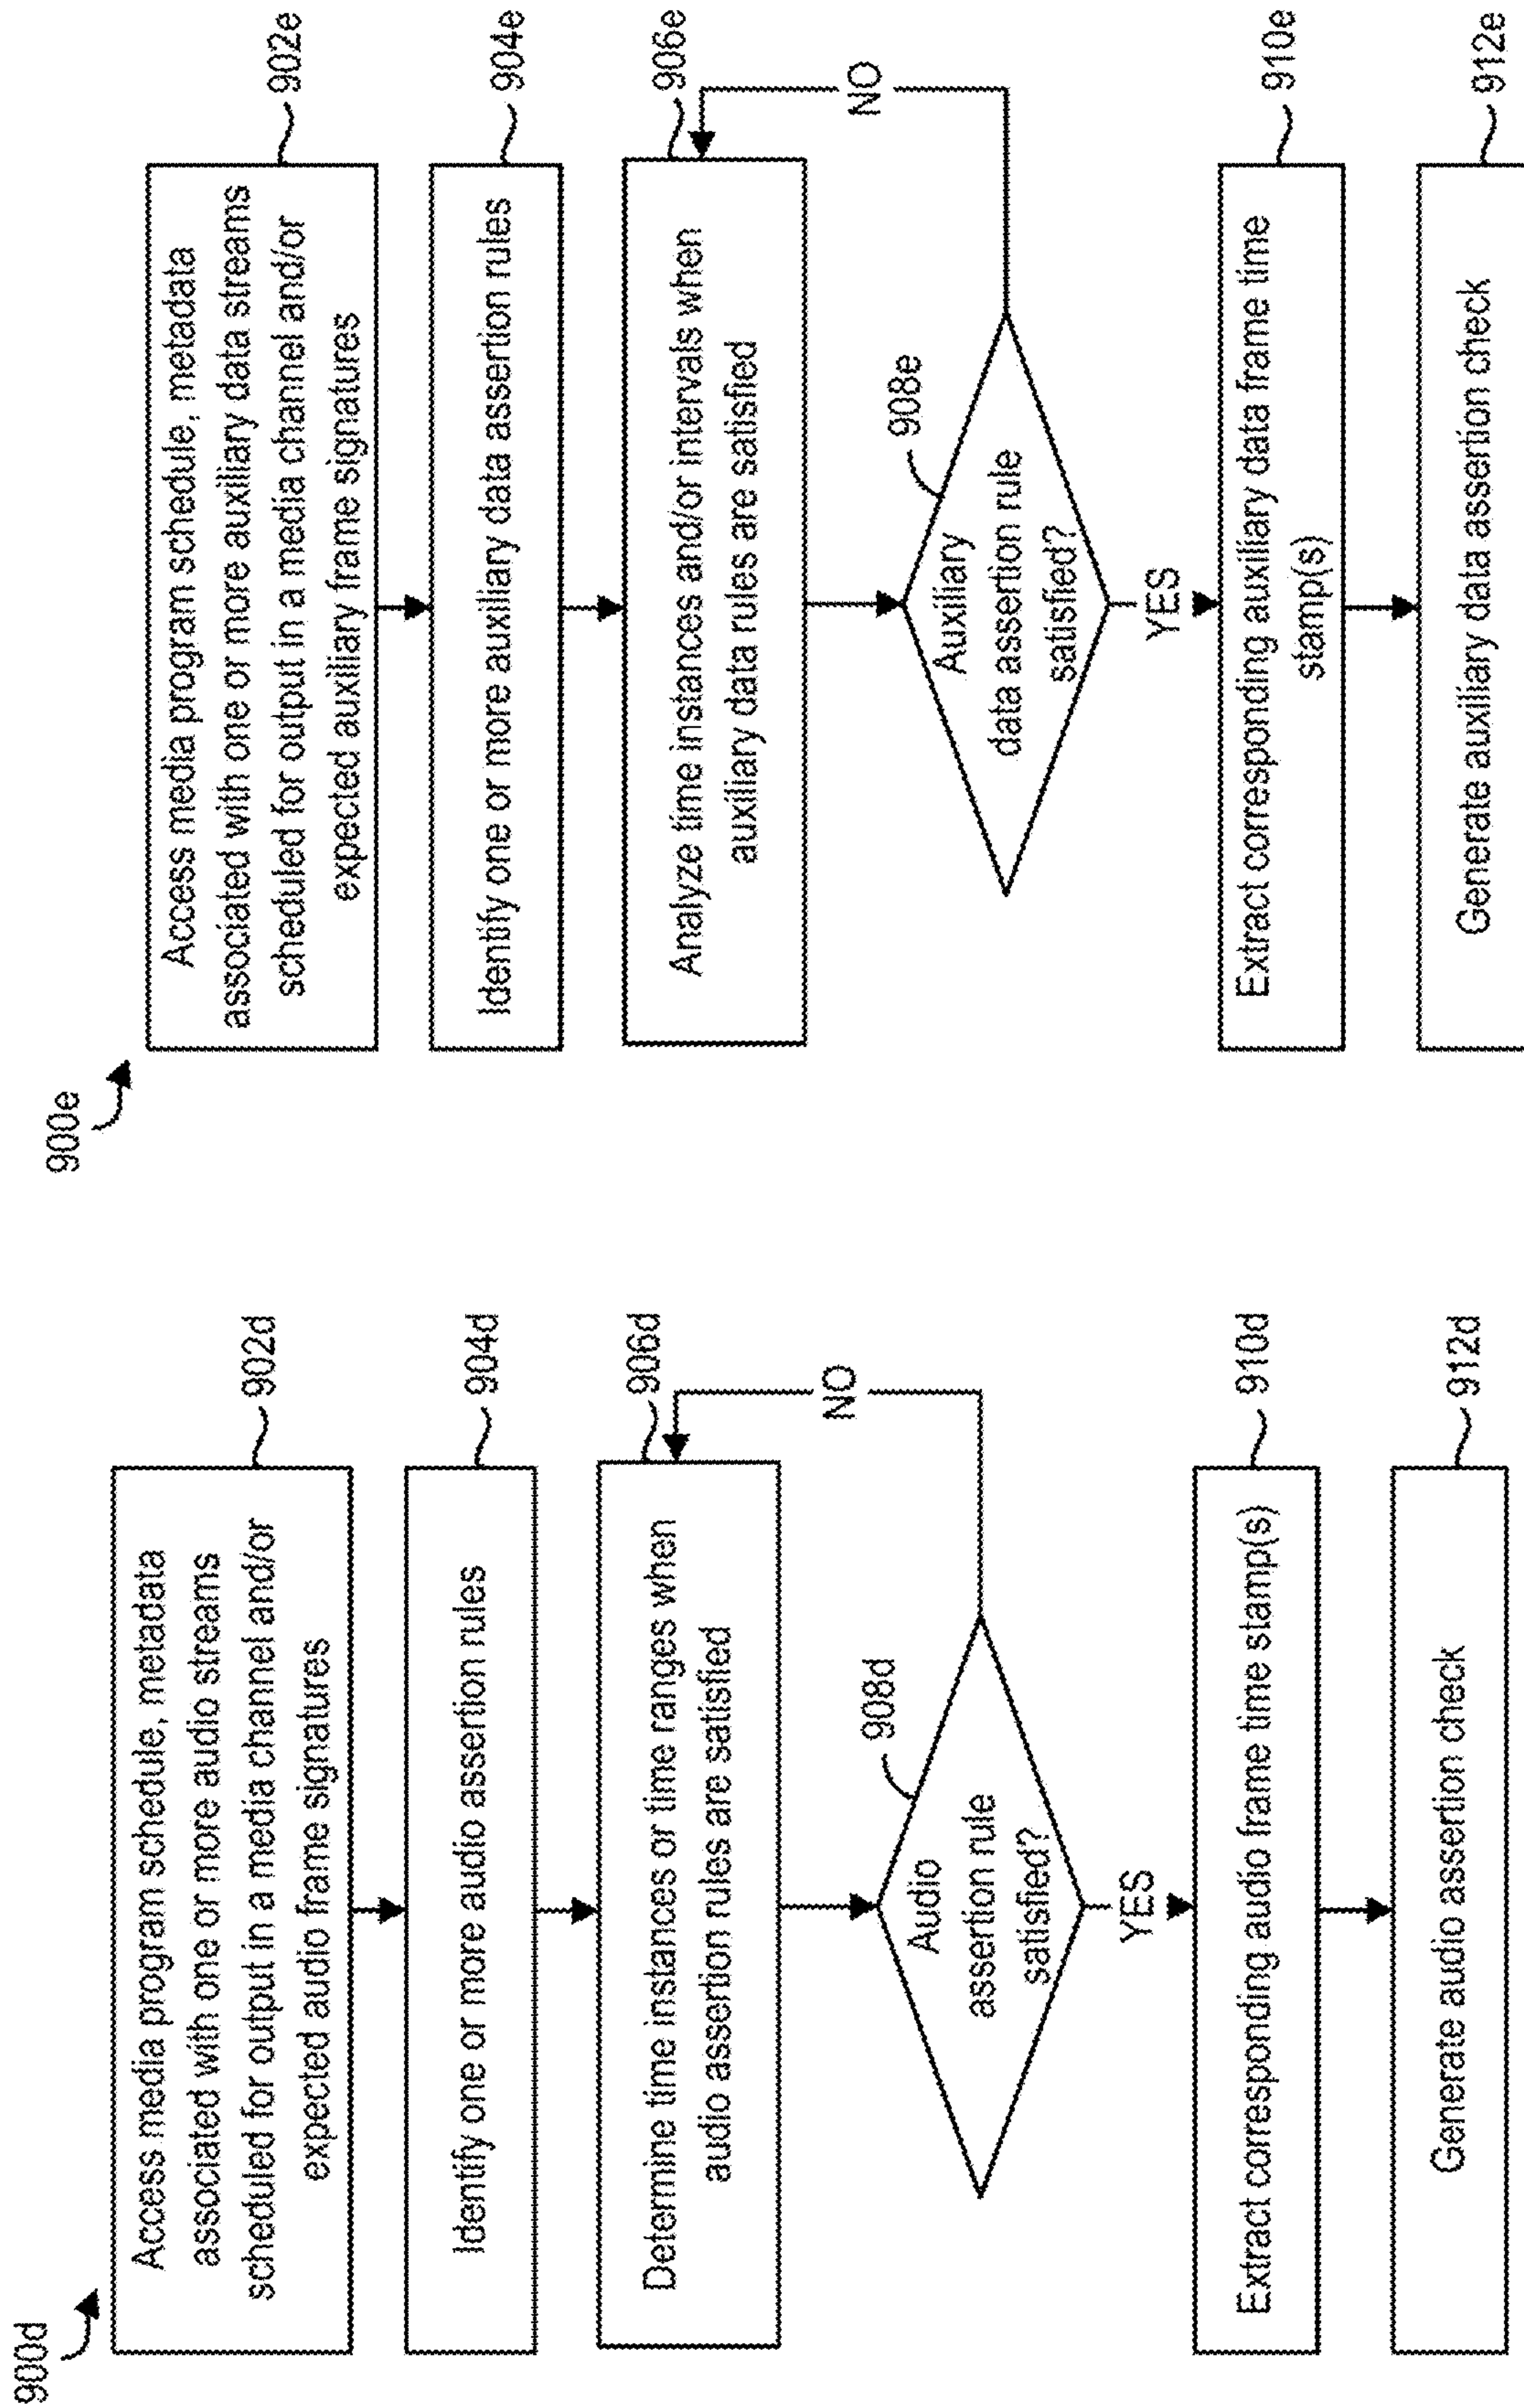 900d
Access media program schedule, metadata
associated with one or more audio streams
scheduled for output in a media channel and/or
expected audio frame signatures
902d
Identify one or more audio assertion rules
904d
Determine time instances or time ranges when
audio assertion rules are satisfied
906d
Audio
assertion rule
satisfied?
908d
NO
YES
Extract corresponding audio frame time stamp(s)
910d
Generate audio assertion check
912d
900e
Access media program schedule, metadata
associated with one or more auxiliary data streams
scheduled for output in a media channel and/or
expected auxiliary frame signatures
902e
Identify one or more auxiliary data assertion rules
904e
Analyze time instances and/or intervals when
auxiliary data rules are satisfied
906e
Auxiliary
data assertion rule
satisfied?
908e
NO
YES
Extract corresponding auxiliary data frame time
stamp(s)
910e
Generate auxiliary data assertion check
912e